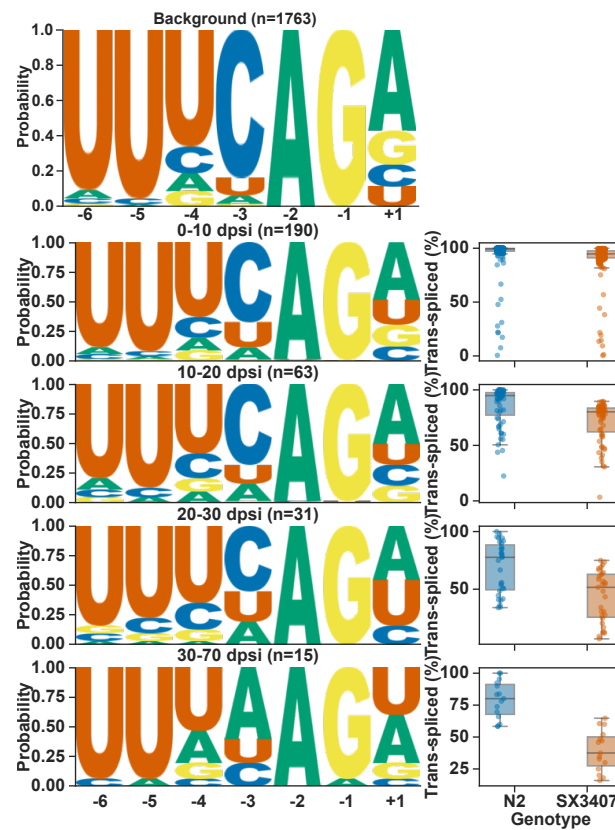 Background (n=1763)
Probability
1.0
0.8
0.6
0.4
0.2
0.0
U U U C A G A
A C C A G U A G C U
-6 -5 -4 -3 -2 -1 +1
0-10 dpsi (n=190)
Probability
1.00
0.75
0.50
0.25
0.00
U U U C A G A
A C A C C A G U A U G C
Trans-spliced (%)
100
50
0
10-20 dpsi (n=63)
Probability
1.00
0.75
0.50
0.25
0.00
U U U C A G A
A C G C A C G A U A U C G
Trans-spliced (%)
100
50
0
20-30 dpsi (n=31)
Probability
1.00
0.75
0.50
0.25
0.00
U U U C A G A
G C C G C G U A U C
Trans-spliced (%)
100
50
30-70 dpsi (n=15)
Probability
1.00
0.75
0.50
0.25
0.00
U U U A A G U
C A A G C U C A A G C
-6 -5 -4 -3 -2 -1 +1
Trans-spliced (%)
100
75
50
25
N2 SX3407
Genotype